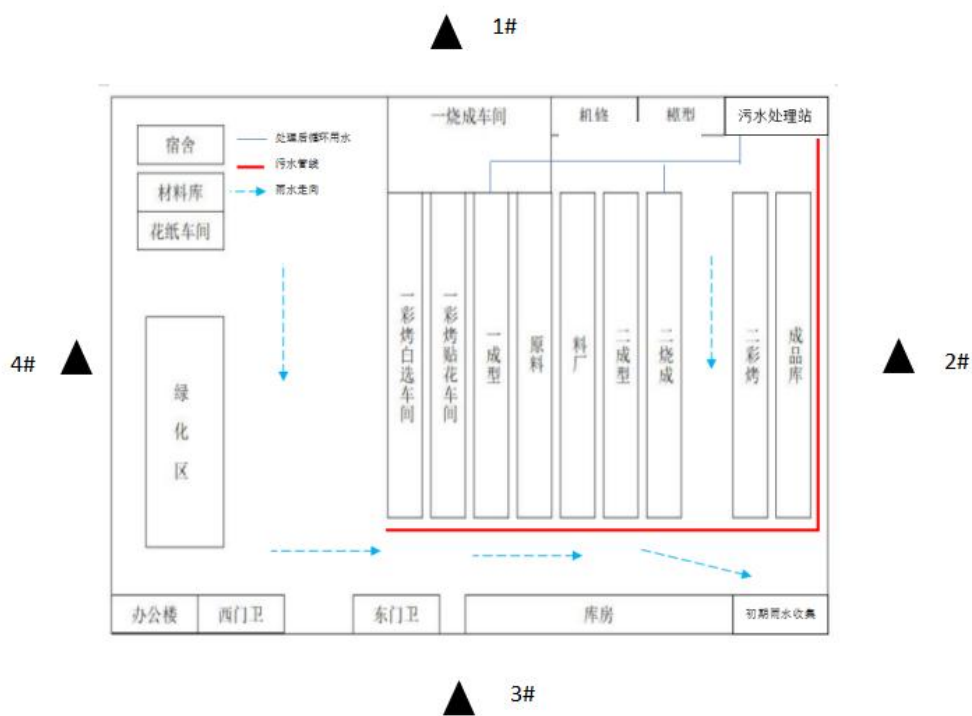 1#
一烧成车间
机修
模型
污水处理站
宿舍
处理后循环用水
污水管线
材料库
雨水走向
花纸车间
一彩烤白选车间
一彩烤贴花车间
一成型
原料
料厂
二成型
二烧成
二彩烤
成品库
4#
2#
绿化区
办公楼
西门卫
东门卫
库房
初期雨水收集
3#